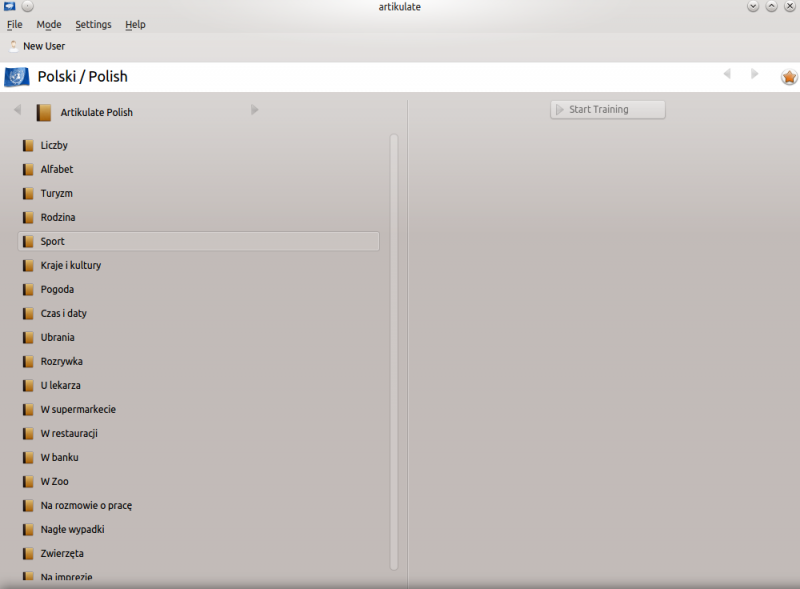 artikulate
File Mode Settings Help
New User
Polski / Polish
Artikulate Polish
Start Training
Liczby
Alfabet
Turyzm
Rodzina
Sport
Kraje i kultury
Pogoda
Czas i daty
Ubrania
Rozrywka
U lekarza
W supermarkecie
W restauracji
W banku
W Zoo
Na rozmowie o pracę
Nagłe wypadki
Zwierzęta
Na imprezie